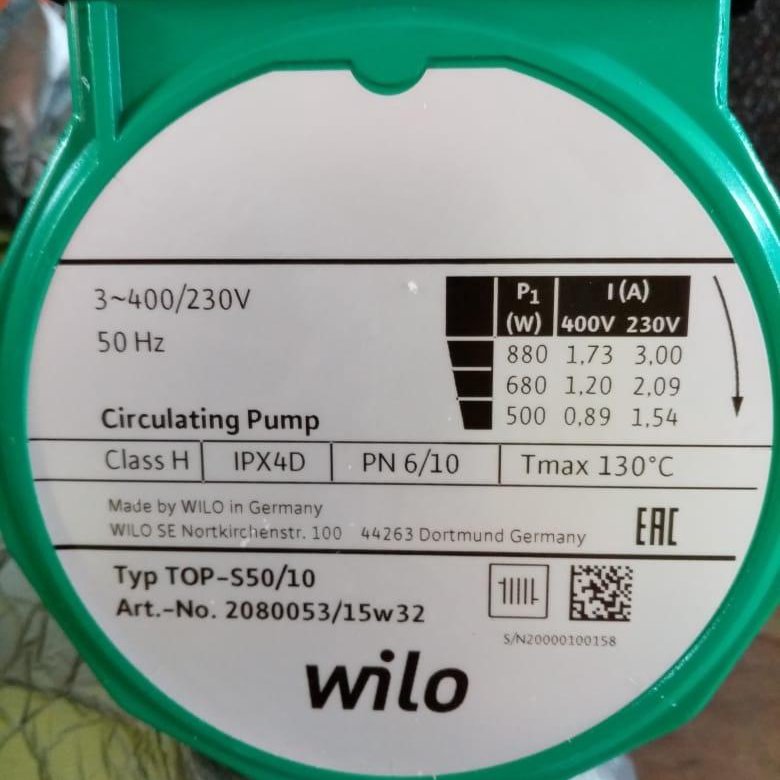 3~400/230V
50 Hz
P1 I (A)
(W) 400V 230V
880 1,73 3,00
680 1,20 2,09
500 0,89 1,54
Circulating Pump
Class H IPX4D PN 6/10 Tmax 130°C
Made by WILO in Germany
WILO SE Nortkirchenstr. 100 44263 Dortmund Germany
EAC
Typ TOP-S50/10
Art.-No. 2080053/15w32
S/N20000100158
wilo